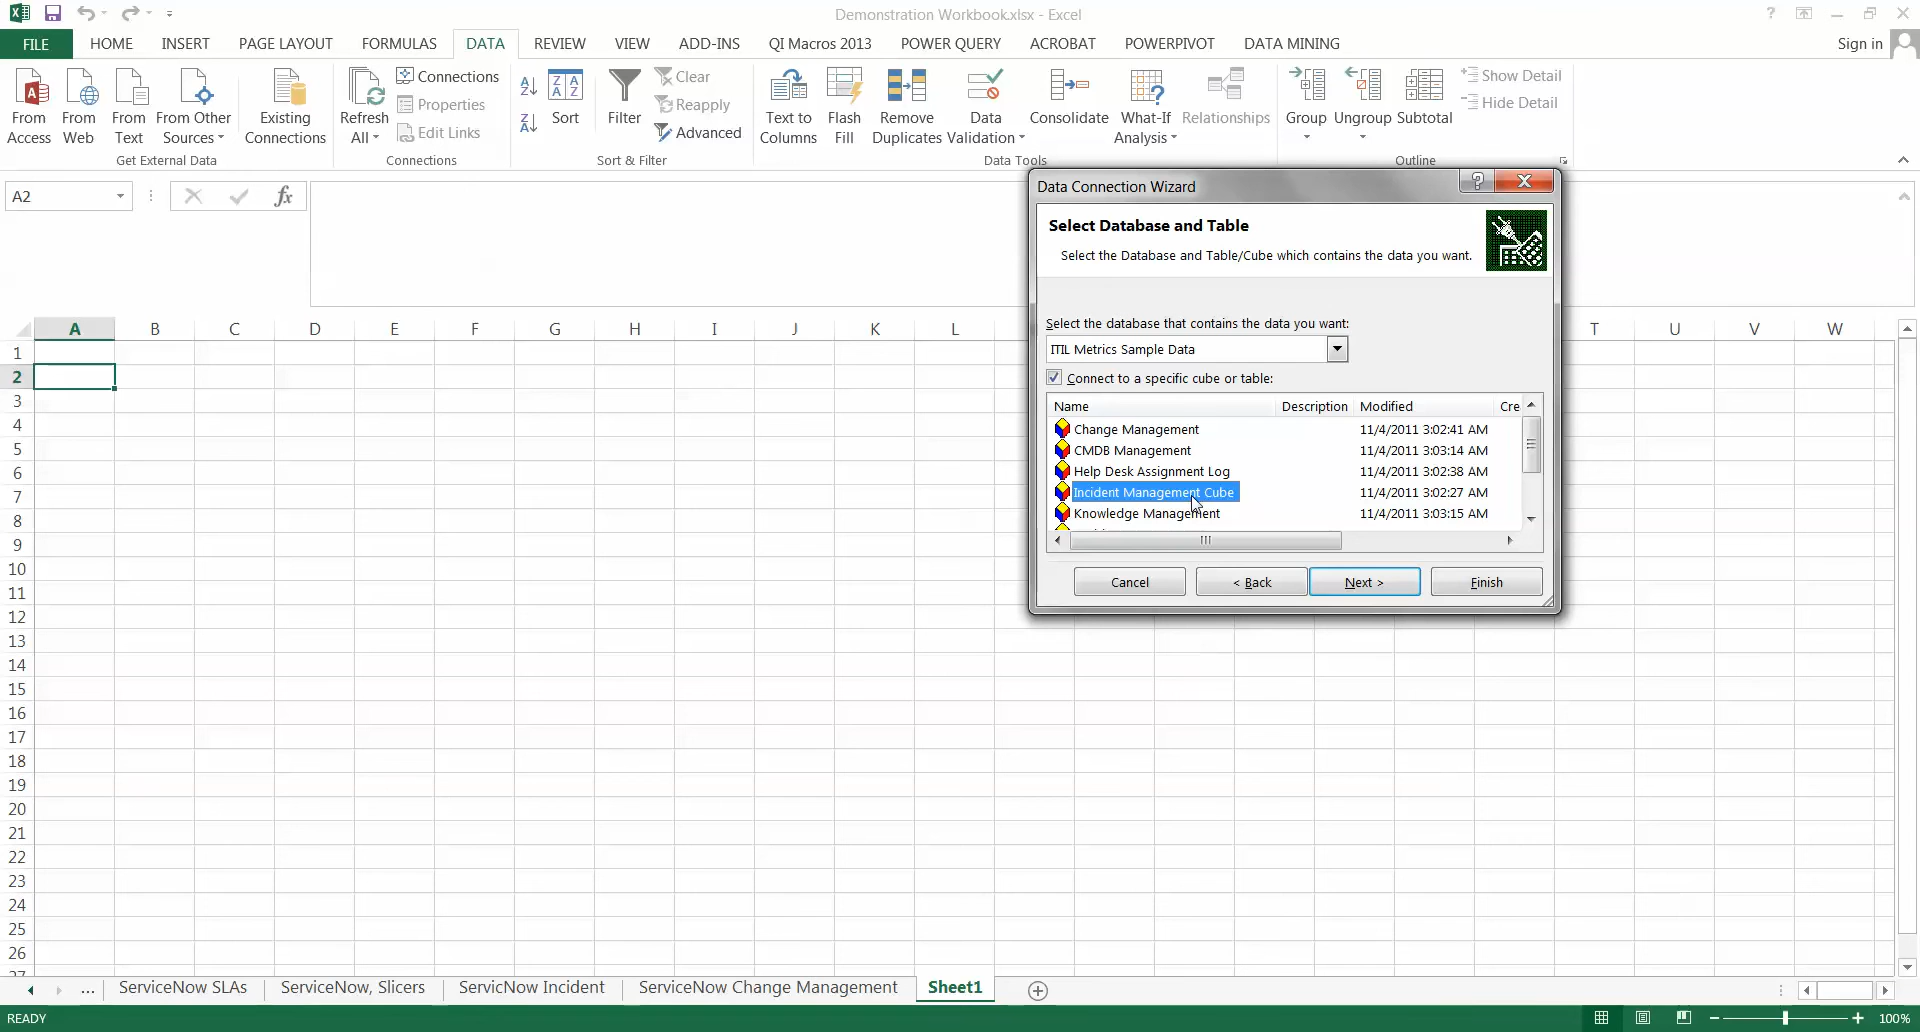 Demonstration Workbook.xlsx - Excel
FILE HOME INSERT PAGE LAYOUT FORMULAS DATA REVIEW VIEW ADD-INS QI Macros 2013 POWER QUERY ACROBAT POWERPIVOT DATA MINING Sign in
From Access
From Web
From Text
From Other Sources
Get External Data
Existing Connections
Refresh All
Connections
Properties
Edit Links
Connections
Sort
Filter
Clear
Reapply
Advanced
Sort & Filter
Text to Columns
Flash Fill
Remove Duplicates
Data Validation
Consolidate
What-If Analysis
Relationships
Data Tools
Group
Ungroup
Subtotal
Show Detail
Hide Detail
Outline
A2
fx
Data Connection Wizard
Select Database and Table
Select the Database and Table/Cube which contains the data you want.
Select the database that contains the data you want:
ITIL Metrics Sample Data
Connect to a specific cube or table:
Name Description Modified Cre
Change Management 11/4/2011 3:02:41 AM
CMDB Management 11/4/2011 3:03:14 AM
Help Desk Assignment Log 11/4/2011 3:02:38 AM
Incident Management Cube 11/4/2011 3:02:27 AM
Knowledge Management 11/4/2011 3:03:15 AM
Cancel < Back Next > Finish
A B C D E F G H I J K L T U V W
1
2
3
4
5
6
7
8
9
10
11
12
13
14
15
16
17
18
19
20
21
22
23
24
25
26
27
... ServiceNow SLAs ServiceNow, Slicers ServicNow Incident ServiceNow Change Management Sheet1
READY 100%